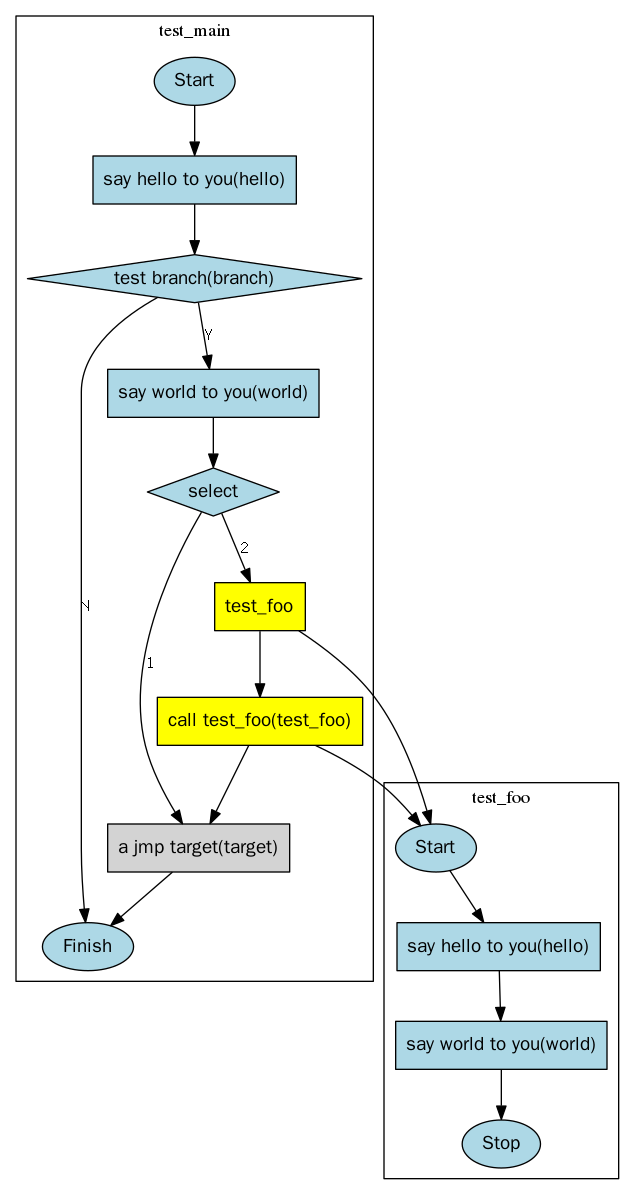 test_main
Start
say hello to you(hello)
test branch(branch)
Y
say world to you(world)
select
2
test_foo
N
1
call test_foo(test_foo)
a jmp target(target)
Finish
test_foo
Start
say hello to you(hello)
say world to you(world)
Stop